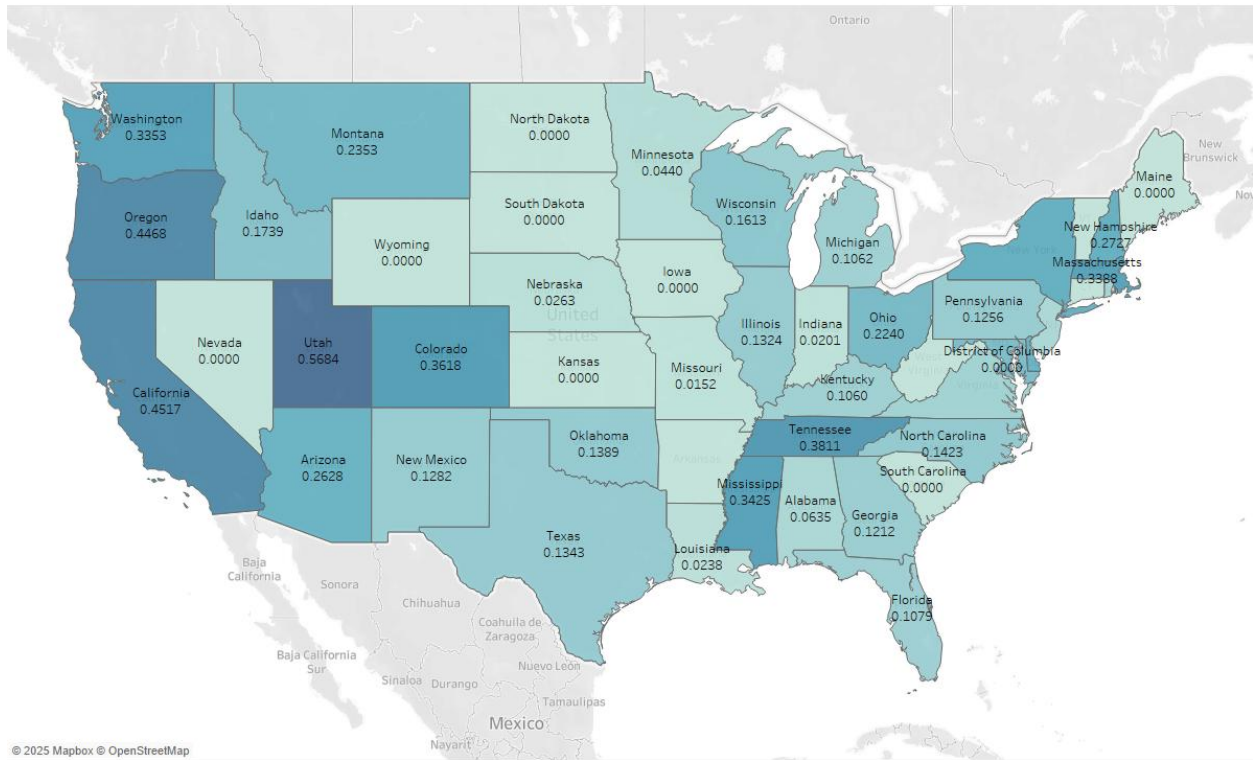 Ontario
Washington
0.3353
Montana
0.2353
North Dakota
0.0000
Minnesota
0.0440
New
Brunswick
Maine
0.0000
Oregon
0.4468
Idaho
0.1739
South Dakota
0.0000
Wisconsin
0.1613
Michigan
0.1062
New York
New Hampshire
0.2727
Wyoming
0.0000
Massachusetts
0.3388
Iowa
0.0000
Nebraska
0.0263
United
States
Pennsylvania
0.1256
Nevada
0.0000
Utah
0.5684
Colorado
0.3618
Illinois
0.1324
Indiana
0.0201
Ohio
0.2240
District of Columbia
0.0000
Kansas
0.0000
Missouri
0.0152
West
Virginia
Virginia
California
0.4517
Kentucky
0.1060
Arizona
0.2628
New Mexico
0.1282
Oklahoma
0.1389
Arkansas
Tennessee
0.3811
North Carolina
0.1423
South Carolina
0.0000
Mississippi
0.3425
Alabama
0.0635
Georgia
0.1212
Texas
0.1343
Louisiana
0.0238
Florida
0.1079
Baja
California
Sonora
Chihuahua
Coahuila de
Zaragoza
Baja California
Sur
Sinaloa
Durango
Nuevo León
Tamaulipas
Mexico
Nayarit
© 2025 Mapbox © OpenStreetMap